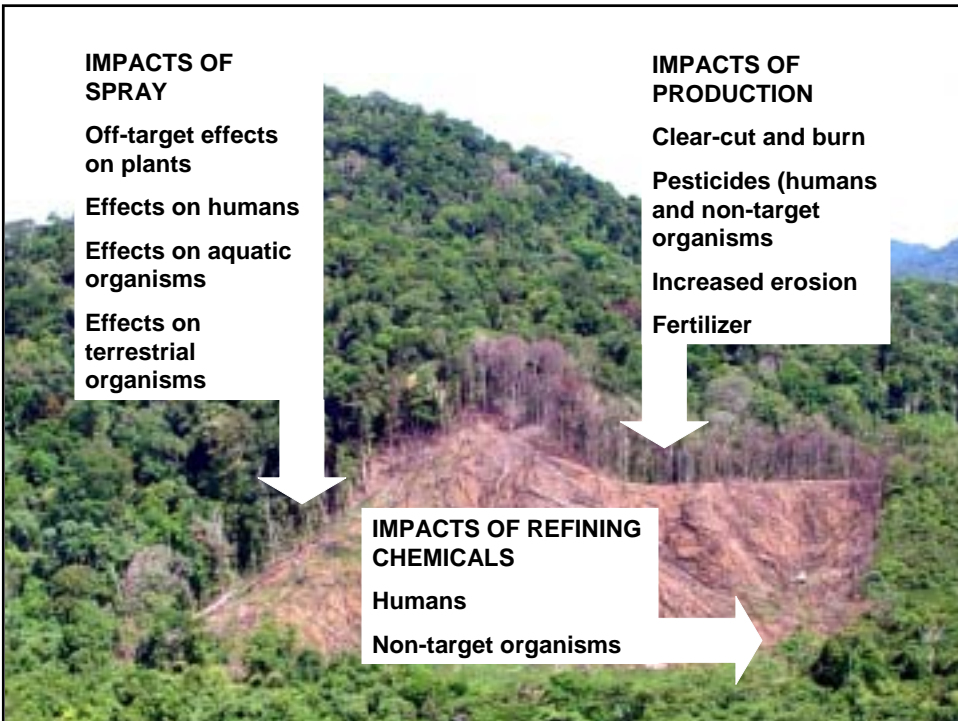 IMPACTS OF
SPRAY
Off-target effects
on plants
Effects on humans
Effects on aquatic
organisms
Effects on
terrestrial
organisms
IMPACTS OF
PRODUCTION
Clear-cut and burn
Pesticides (humans
and non-target
organisms
Increased erosion
Fertilizer
IMPACTS OF REFINING
CHEMICALS
Humans
Non-target organisms